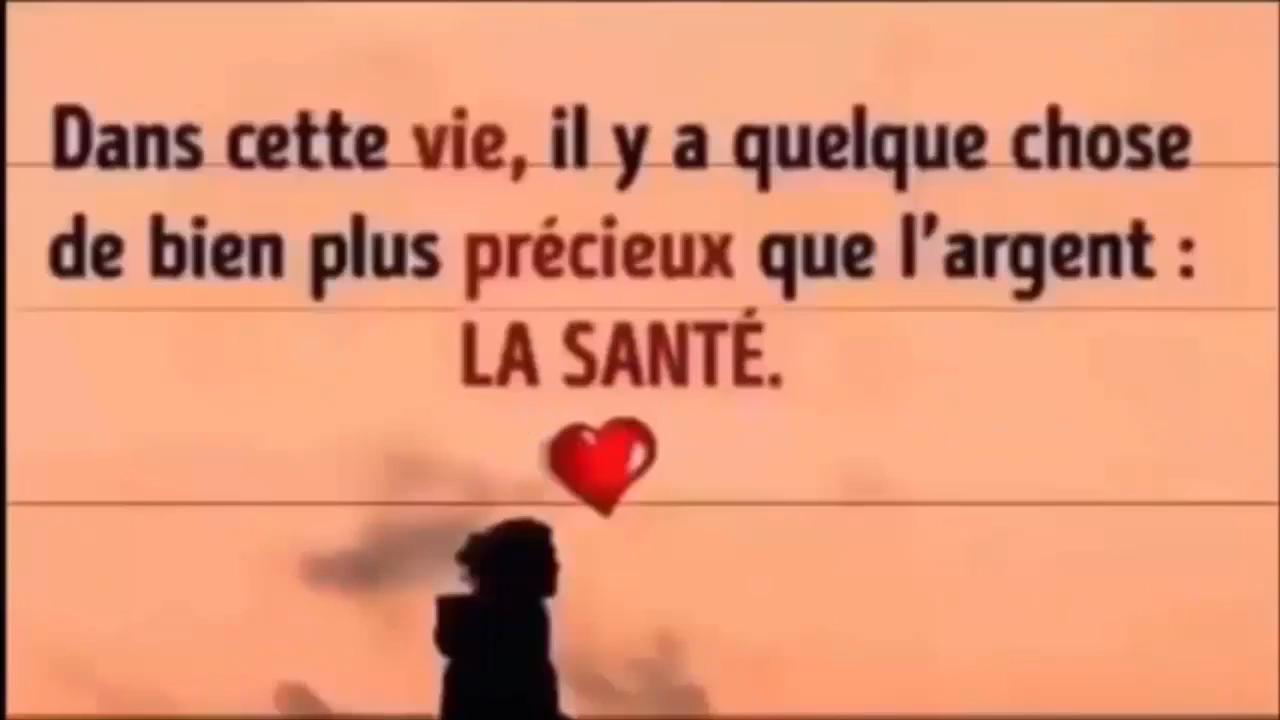 Dans cette vie, il y a quelque chose
de bien plus précieux que l'argent :
LA SANTÉ.